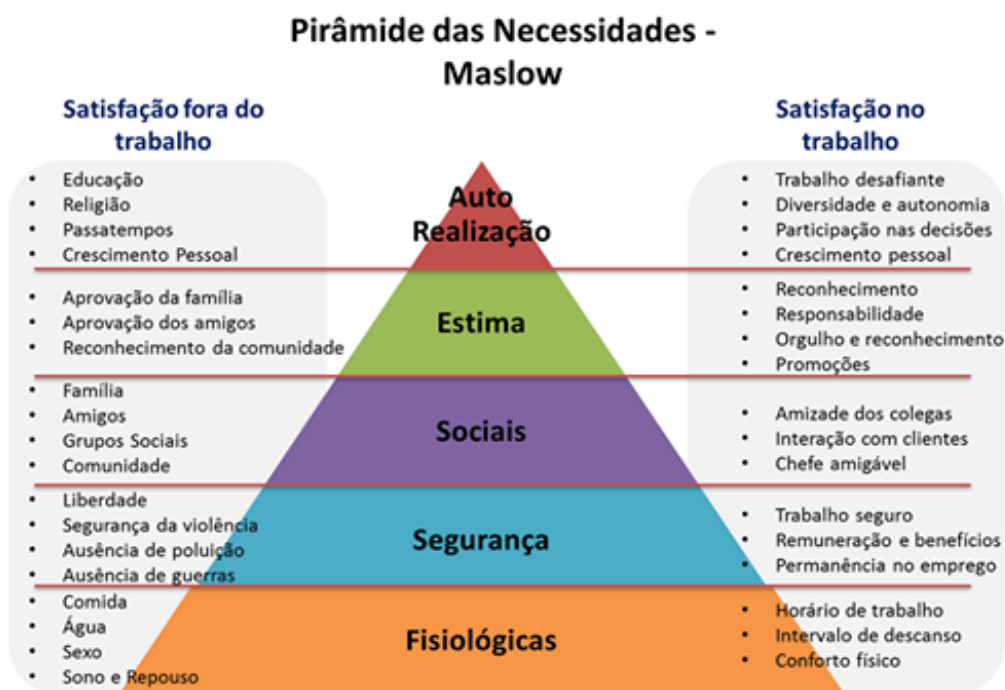 Pirâmide das Necessidades -
Maslow
Satisfação fora do
trabalho
• Educação
• Religião
• Passatempos
• Crescimento Pessoal
• Aprovação da família
• Aprovação dos amigos
• Reconhecimento da comunidade
• Família
• Amigos
• Grupos Sociais
• Comunidade
• Liberdade
• Segurança da violência
• Ausência de poluição
• Ausência de guerras
• Comida
• Água
• Sexo
• Sono e Repouso
Auto
Realização
Estima
Sociais
Segurança
Fisiológicas
Satisfação no
trabalho
• Trabalho desafiante
• Diversidade e autonomia
• Participação nas decisões
• Crescimento pessoal
• Reconhecimento
• Responsabilidade
• Orgulho e reconhecimento
• Promoções
• Amizade dos colegas
• Interação com clientes
• Chefe amigável
• Trabalho seguro
• Remuneração e benefícios
• Permanência no emprego
• Horário de trabalho
• Intervalo de descanso
• Conforto físico